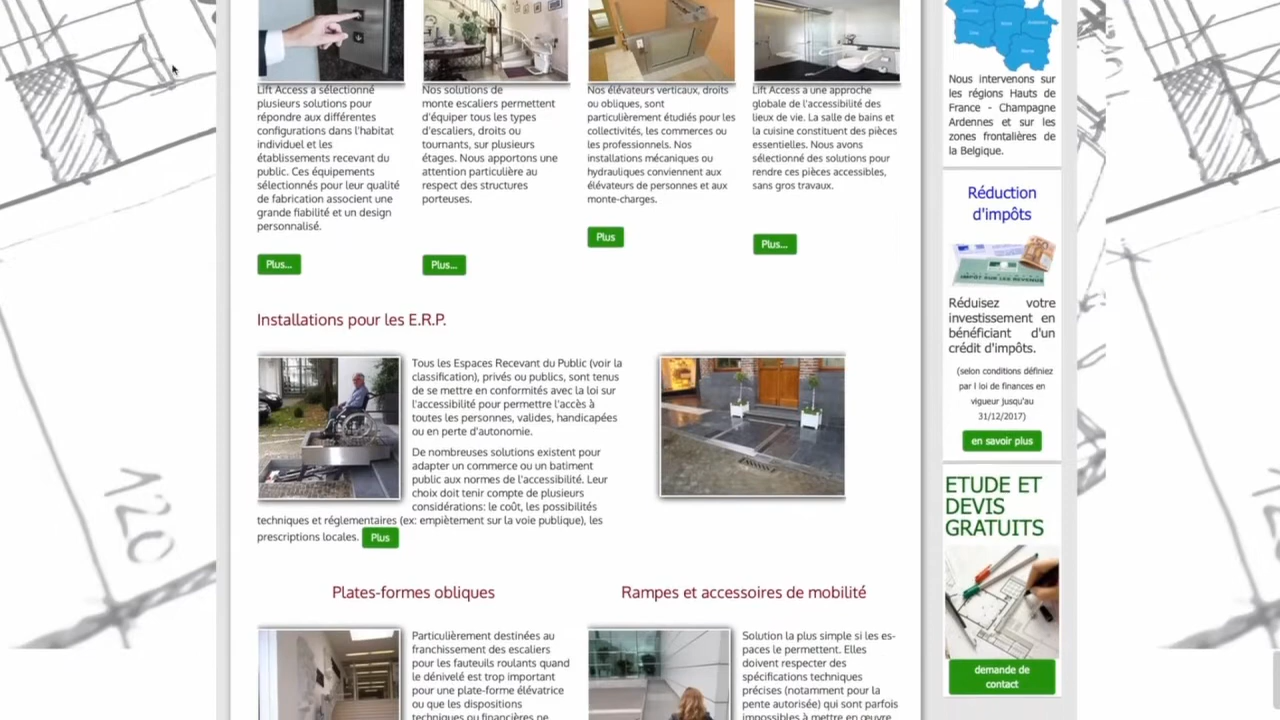 Lift Access a sélectionné
plusieurs solutions pour
répondre aux différentes
configurations dans l'habitat
individuel et les
établissements recevant du
public. Ces équipements
sélectionnés pour leur qualité
de fabrication associent une
grande fiabilité et un design
personnalisé.
Plus...
Nos solutions de
monte escaliers permettent
d'équiper tous les types
d'escaliers, droits ou
tournants, sur plusieurs
étages. Nous apportons une
attention particulière au
respect des structures
porteuses.
Plus...
Nos élévateurs verticaux, droits
ou obliques, sont
particulièrement étudiés pour les
collectivités, les commerces ou
les professionnels. Nos
installations mécaniques ou
hydrauliques conviennent aux
élévateurs de personnes et aux
monte-charges.
Plus
Lift Access a une approche
globale de l'accessibilité des
lieux de vie. La salle de bains et
la cuisine constituent des pièces
essentielles. Nous avons
sélectionné des solutions pour
rendre ces pièces accessibles,
sans gros travaux.
Plus...
Installations pour les E.R.P.
Tous les Espaces Recevant du Public (voir la
classification), privés ou publics, sont tenus
de se mettre en conformités avec la loi sur
l'accessibilité pour permettre l'accès à
toutes les personnes, valides, handicapées
ou en perte d'autonomie.
De nombreuses solutions existent pour
adapter un commerce ou un batiment
public aux normes de l'accessibilité. Leur
choix doit tenir compte de plusieurs
considérations: le coût, les possibilités
techniques et réglementaires (ex: empiètement sur la voie publique), les
prescriptions locales. Plus
Plates-formes obliques
Particulièrement destinées au
franchissement des escaliers
pour les fauteuils roulants quand
le dénivelé est trop important
pour une plate-forme élévatrice
ou que les dispositions
techniques ou financières ne
Rampes et accessoires de mobilité
Solution la plus simple si les es-
paces le permettent. Elles
doivent respecter des
spécifications techniques
précises (notamment pour la
pente autorisée) qui sont parfois
impossibles à mettre en œuvre
Nous intervenons sur
les régions Hauts de
France - Champagne
Ardennes et sur les
zones frontalières de
la Belgique.
Réduction
d'impôts
IMPÔT SUR LES REVENUS
Réduisez votre
investissement en
bénéficiant d'un
crédit d'impôts.
(selon conditions définiez
par l loi de finances en
vigueur jusqu'au
31/12/2017)
en savoir plus
ETUDE ET
DEVIS
GRATUITS
demande de
contact
120